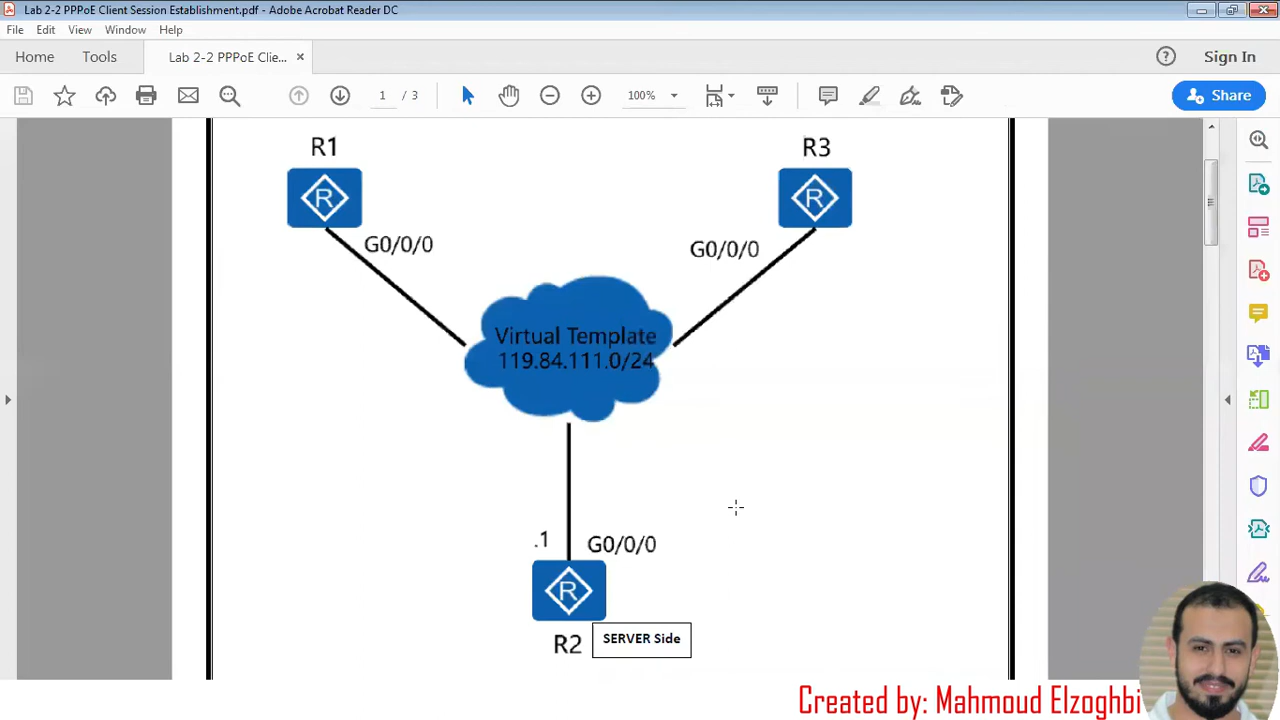 Lab 2-2 PPPoE Client Session Establishment.pdf - Adobe Acrobat Reader DC
File Edit View Window Help
Home Tools Lab 2-2 PPPoE Clie... × ? Sign In
1 / 3 100% Share
R1 R3
R R
G0/0/0 G0/0/0
Virtual Template
119.84.111.0/24
.1 G0/0/0
R
R2 SERVER Side
Created by: Mahmoud Elzoghbi